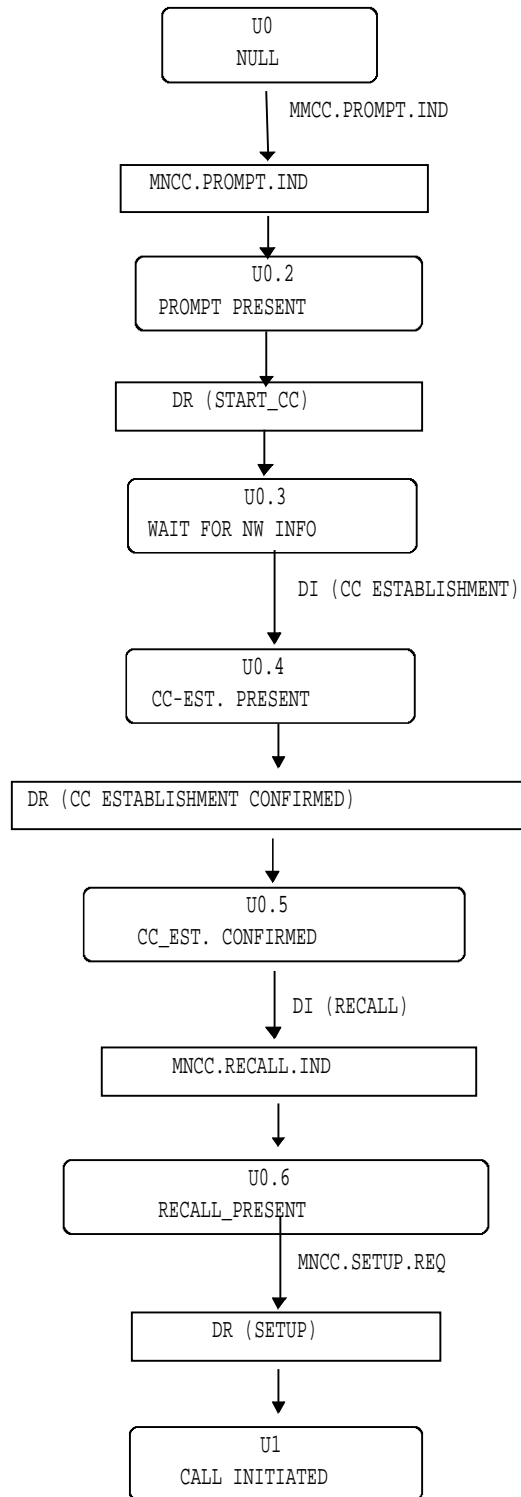 U0
NULL
MMCC.PROMPT.IND
MNCC.PROMPT.IND
U0.2
PROMPT PRESENT
DR (START_CC)
U0.3
WAIT FOR NW INFO
DI (CC ESTABLISHMENT)
U0.4
CC-EST. PRESENT
DR (CC ESTABLISHMENT CONFIRMED)
U0.5
CC_EST. CONFIRMED
DI (RECALL)
MNCC.RECALL.IND
U0.6
RECALL_PRESENT
MNCC.SETUP.REQ
DR (SETUP)
U1
CALL INITIATED